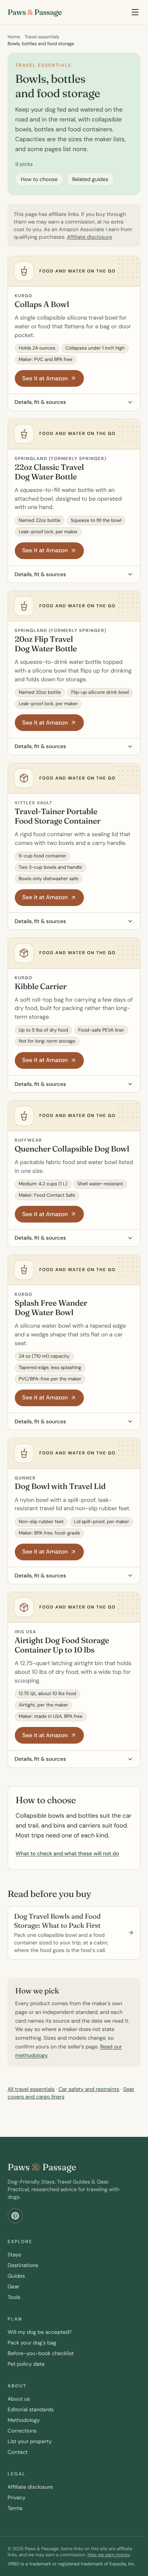 Paws & Passage
Home Travel essentials
Bowls, bottles and food storage
TRAVEL ESSENTIALS
Bowls, bottles
and food storage
Keep your dog fed and watered on the
road and in the rental, with collapsible
bowls, bottles and food containers.
Capacities are the sizes the maker lists,
and some pages list none.
9 picks
How to choose
Related guides
This page has affiliate links. If you buy through
them we may earn a commission, at no extra
cost to you. As an Amazon Associate I earn from
qualifying purchases. Affiliate disclosure
FOOD AND WATER ON THE GO
KURGO
Collaps A Bowl
A single collapsible silicone travel bowl for
water or food that flattens for a bag or door
pocket.
Holds 24 ounces
Collapses under 1 inch high
Maker: PVC and BPA free
See it at Amazon
Details, fit & sources
FOOD AND WATER ON THE GO
SPRINGLAND (FORMERLY SPRINGER)
22oz Classic Travel
Dog Water Bottle
A squeeze-to-fill water bottle with an
attached bowl, designed to be operated
with one hand.
Named 22oz bottle
Squeeze to fill the bowl
Leak-proof lock, per maker
See it at Amazon
Details, fit & sources
FOOD AND WATER ON THE GO
SPRINGLAND (FORMERLY SPRINGER)
20oz Flip Travel
Dog Water Bottle
A squeeze-to-drink water bottle topped
with a silicone bowl that flips up for drinking
and folds down for storage.
Named 20oz bottle
Flip-up silicone drink bowl
Leak-proof lock, per maker
See it at Amazon
Details, fit & sources
FOOD AND WATER ON THE GO
VITTLES VAULT
Travel-Tainer Portable
Food Storage Container
A rigid food container with a sealing lid that
comes with two bowls and a carry handle.
6-cup food container
Two 3-cup bowls and handle
Bowls only dishwasher safe
See it at Amazon
Details, fit & sources
FOOD AND WATER ON THE GO
KURGO
Kibble Carrier
A soft roll-top bag for carrying a few days of
dry food, built for packing rather than long-
term storage.
Up to 5 lbs of dry food
Food-safe PEVA liner
Not for long-term storage
See it at Amazon
Details, fit & sources
FOOD AND WATER ON THE GO
RUFFWEAR
Quencher Collapsible Dog Bowl
A packable fabric food and water bowl listed
in one size.
Medium: 4.2 cups (1 L)
Shell water-resistant
Maker: Food Contact Safe
See it at Amazon
Details, fit & sources
FOOD AND WATER ON THE GO
KURGO
Splash Free Wander
Dog Water Bowl
A silicone water bowl with a tapered edge
and a wedge shape that sits flat on a car
seat.
24 oz (710 ml) capacity
Tapered edge, less splashing
PVC/BPA-free per the maker
See it at Amazon
Details, fit & sources
FOOD AND WATER ON THE GO
GUNNER
Dog Bowl with Travel Lid
A nylon bowl with a spill-proof, leak-
resistant travel lid and non-slip rubber feet.
Non-slip rubber feet
Lid spill-proof, per maker
Maker: BPA free, food-grade
See it at Amazon
Details, fit & sources
FOOD AND WATER ON THE GO
IRIS USA
Airtight Dog Food Storage
Container Up to 10 lbs
A 12.75-quart latching airtight bin that holds
about 10 lbs of dry food, with a wide top for
scooping.
12.75 Qt, about 10 lbs food
Airtight, per the maker
Maker: made in USA, BPA free
See it at Amazon
Details, fit & sources
How to choose
Collapsible bowls and bottles suit the car
and trail, and bins and carriers suit food.
Most trips need one of each kind.
What to check and what these will not do
Read before you buy
Dog Travel Bowls and Food
Storage: What to Pack First
Pack one collapsible bowl and a food
container sized to your trip; at a cabin,
where the food goes is the host's call.
How we pick
Every product comes from the maker's own
page or an independent standard, and each
card names its source and the date we read it.
We say so where a maker does not state
something. Sizes and models change, so
confirm yours on the seller's page. Read our
methodology.
All travel essentials · Car safety and restraints · Seat
covers and cargo liners
Paws & Passage
Dog-Friendly Stays, Travel Guides & Gear.
Practical, researched advice for traveling with
dogs.
EXPLORE
Stays
Destinations
Guides
Gear
Tools
PLAN
Will my dog be accepted?
Pack your dog's bag
Before-you-book checklist
Pet policy data
ABOUT
About us
Editorial standards
Methodology
Corrections
List your property
Contact
LEGAL
Affiliate disclosure
Privacy
Terms
© 2026 Paws & Passage. Some links on this site are affiliate
links, and we may earn a commission. How we earn money.
VRBO is a trademark or registered trademark of Expedia, Inc.